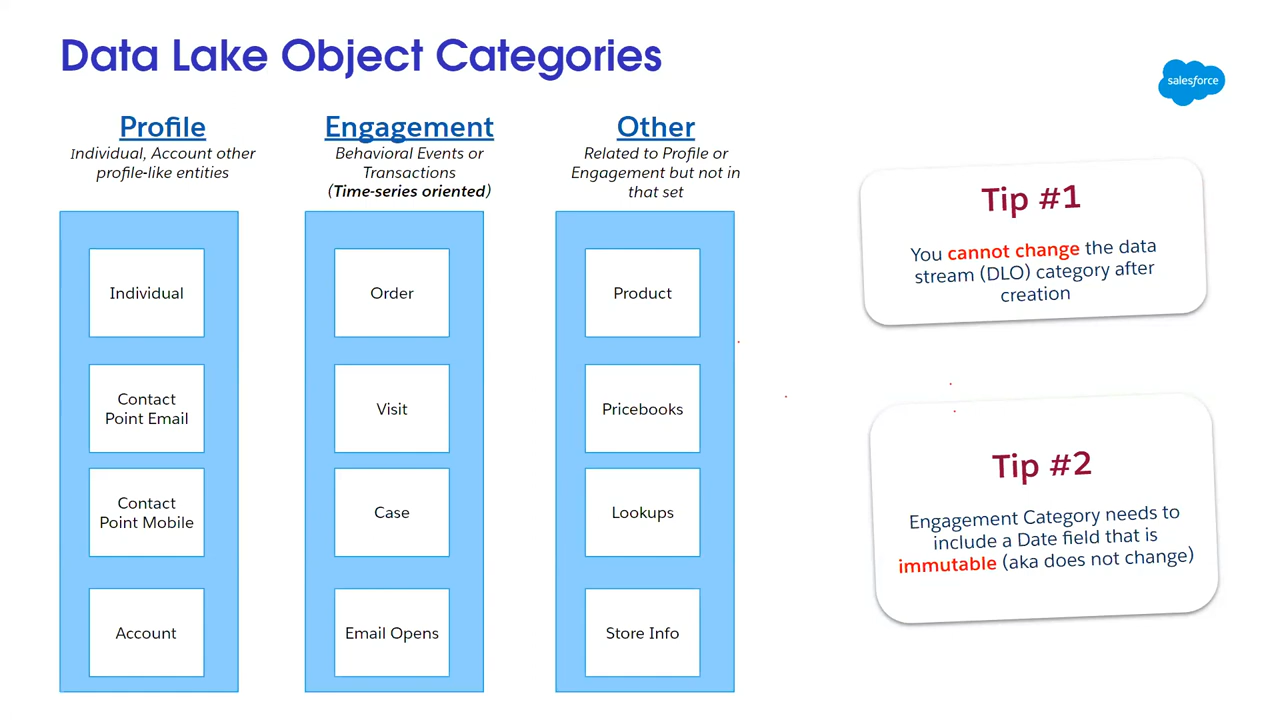 Data Lake Object Categories
salesforce
Profile
Individual, Account other
profile-like entities
Individual
Contact
Point Email
Contact
Point Mobile
Account
Engagement
Behavioral Events or
Transactions
(Time-series oriented)
Order
Visit
Case
Email Opens
Other
Related to Profile or
Engagement but not in
that set
Product
Pricebooks
Lookups
Store Info
Tip #1
You cannot change the data
stream (DLO) category after
creation
Tip #2
Engagement Category needs to
include a Date field that is
immutable (aka does not change)